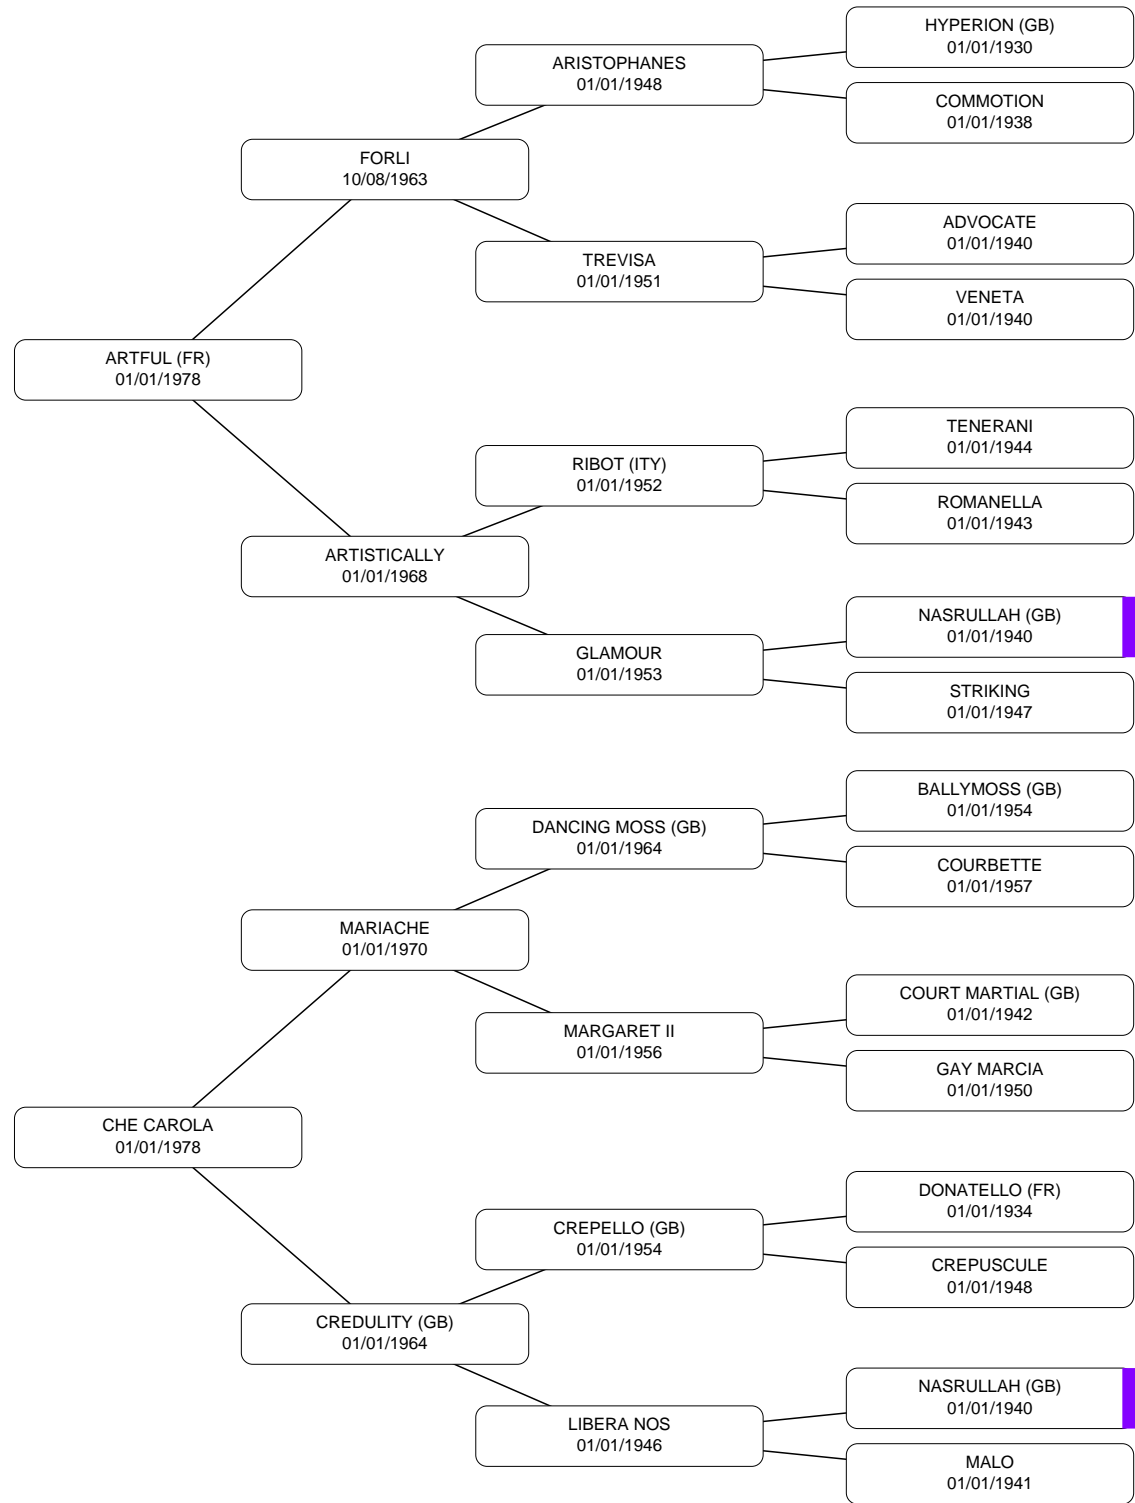 HYPERION (GB)
01/01/1930
ARISTOPHANES
01/01/1948
COMMOTION
01/01/1938
FORLI
10/08/1963
ADVOCATE
01/01/1940
TREVISA
01/01/1951
VENETA
01/01/1940
ARTFUL (FR)
01/01/1978
TENERANI
01/01/1944
RIBOT (ITY)
01/01/1952
ROMANELLA
01/01/1943
ARTISTICALLY
01/01/1968
NASRULLAH (GB)
01/01/1940
GLAMOUR
01/01/1953
STRIKING
01/01/1947
BALLYMOSS (GB)
01/01/1954
DANCING MOSS (GB)
01/01/1964
COURBETTE
01/01/1957
MARIACHE
01/01/1970
COURT MARTIAL (GB)
01/01/1942
MARGARET II
01/01/1956
GAY MARCIA
01/01/1950
CHE CAROLA
01/01/1978
DONATELLO (FR)
01/01/1934
CREPELLO (GB)
01/01/1954
CREPUSCULE
01/01/1948
CREDULITY (GB)
01/01/1964
NASRULLAH (GB)
01/01/1940
LIBERA NOS
01/01/1946
MALO
01/01/1941